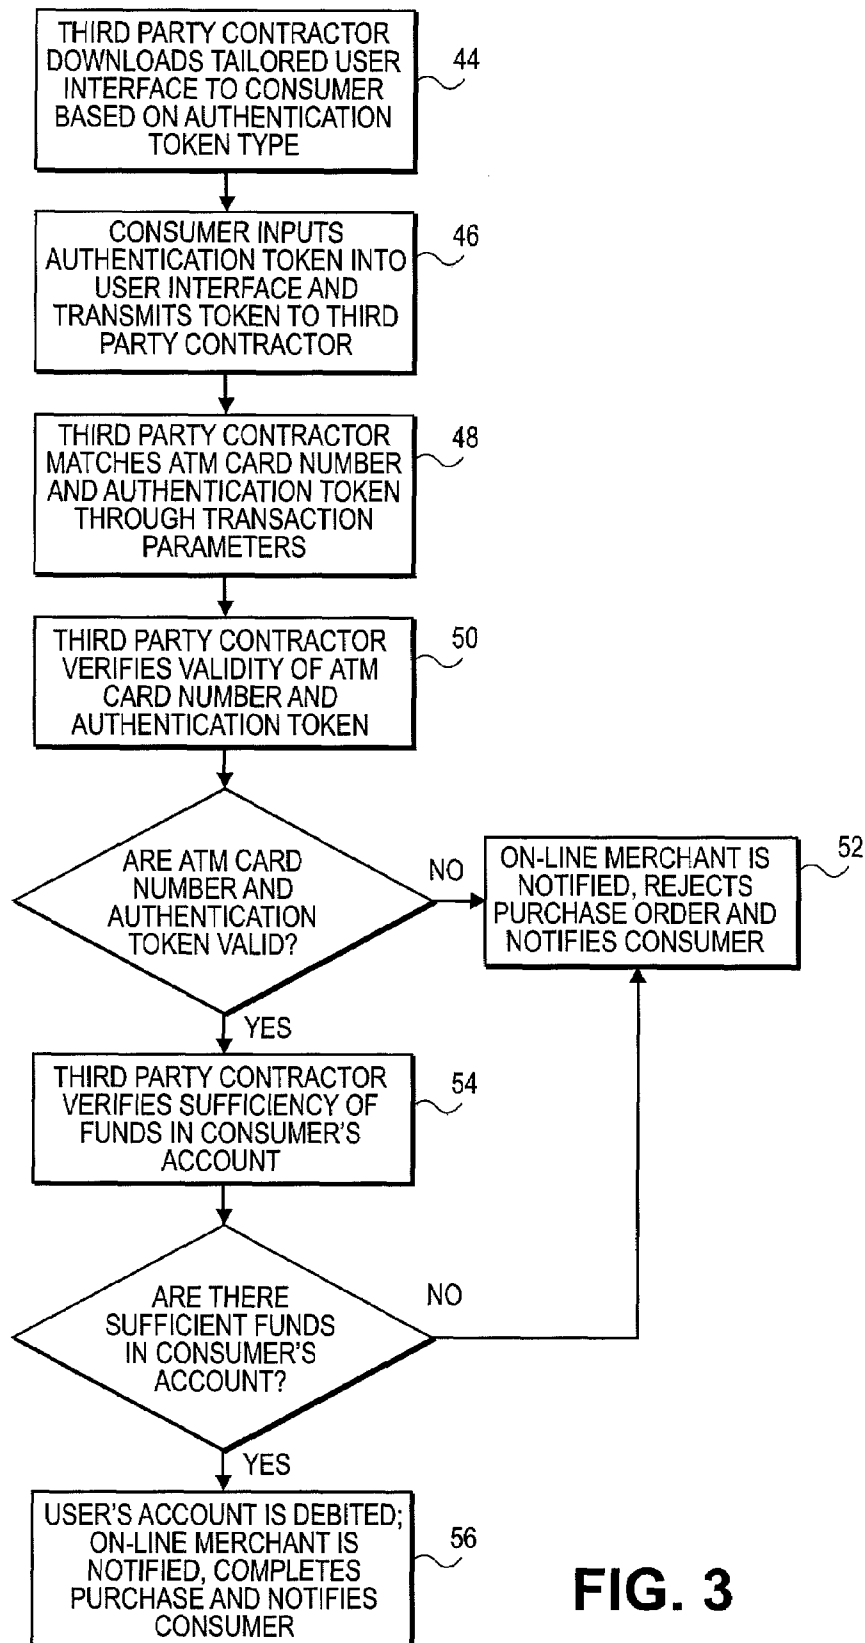 THIRD PARTY CONTRACTOR
DOWNLOADS TAILORED USER
INTERFACE TO CONSUMER
BASED ON AUTHENTICATION
TOKEN TYPE
44
CONSUMER INPUTS
AUTHENTICATION TOKEN INTO
USER INTERFACE AND
TRANSMITS TOKEN TO THIRD
PARTY CONTRACTOR
46
THIRD PARTY CONTRACTOR
MATCHES ATM CARD NUMBER
AND AUTHENTICATION TOKEN
THROUGH TRANSACTION
PARAMETERS
48
THIRD PARTY CONTRACTOR
VERIFIES VALIDITY OF ATM
CARD NUMBER AND
AUTHENTICATION TOKEN
50
ARE ATM CARD
NUMBER AND
AUTHENTICATION
TOKEN VALID?
NO
ON-LINE MERCHANT IS
NOTIFIED, REJECTS
PURCHASE ORDER AND
NOTIFIES CONSUMER
52
YES
THIRD PARTY CONTRACTOR
VERIFIES SUFFICIENCY OF
FUNDS IN CONSUMER'S
ACCOUNT
54
ARE THERE
SUFFICIENT FUNDS
IN CONSUMER'S
ACCOUNT?
NO
YES
USER'S ACCOUNT IS DEBITED;
ON-LINE MERCHANT IS
NOTIFIED, COMPLETES
PURCHASE AND NOTIFIES
CONSUMER
56
FIG. 3